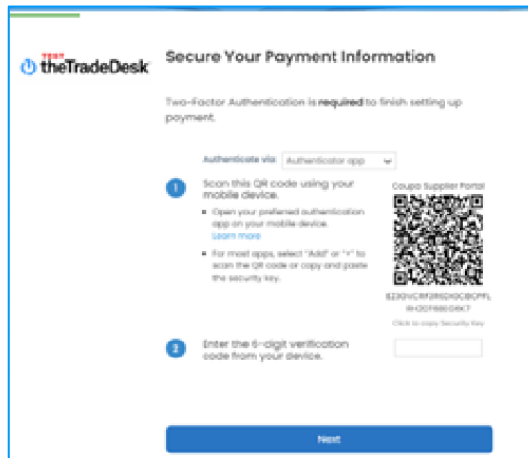 TEST
theTradeDesk
Secure Your Payment Information
Two-Factor Authentication is required to finish setting up
payment.
Authenticate via: Authenticator app
1
Scan this QR code using your
mobile device.
• Open your preferred authentication
app on your mobile device.
Learn more
• For most apps, select "Add" or "+" to
scan the QR code or copy and paste
the security key.
Coupa Supplier Portal
Click to copy Security Key
2
Enter the 6-digit verification
code from your device.
Next